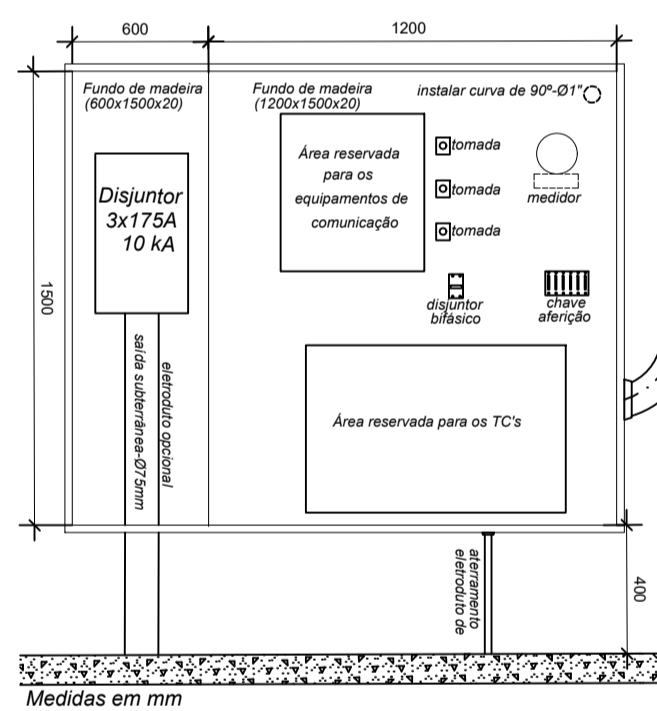 600
1200
Fundo de madeira
(600x1500x20)
Fundo de madeira
(1200x1500x20)
instalar curva de 90º-Ø1"
Disjuntor
3x175A
10 kA
Área reservada
para os
equipamentos de
comunicação
tomada
tomada
tomada
medidor
1500
disjuntor
bifásico
chave
aferição
saída subterrânea-Ø75mm
eletroduto opcional
Área reservada para os TC's
aterramento
eletroduto de
400
Medidas em mm